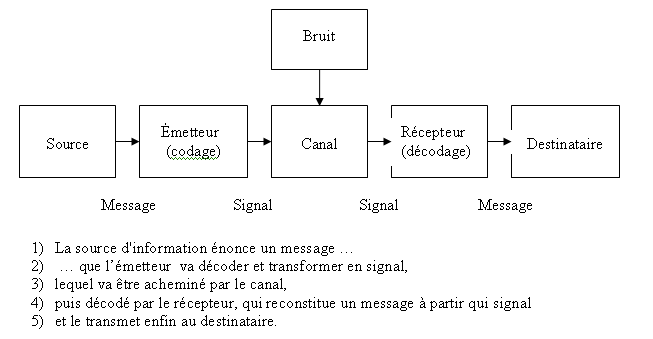 Bruit
Source
Émetteur
(codage)
Canal
Récepteur
(décodage)
Destinataire
Message
Signal
Signal
Message
1) La source d'information énonce un message …
2) … que l'émetteur va décoder et transformer en signal,
3) lequel va être acheminé par le canal,
4) puis décodé par le récepteur, qui reconstitue un message à partir qui signal
5) et le transmet enfin au destinataire.